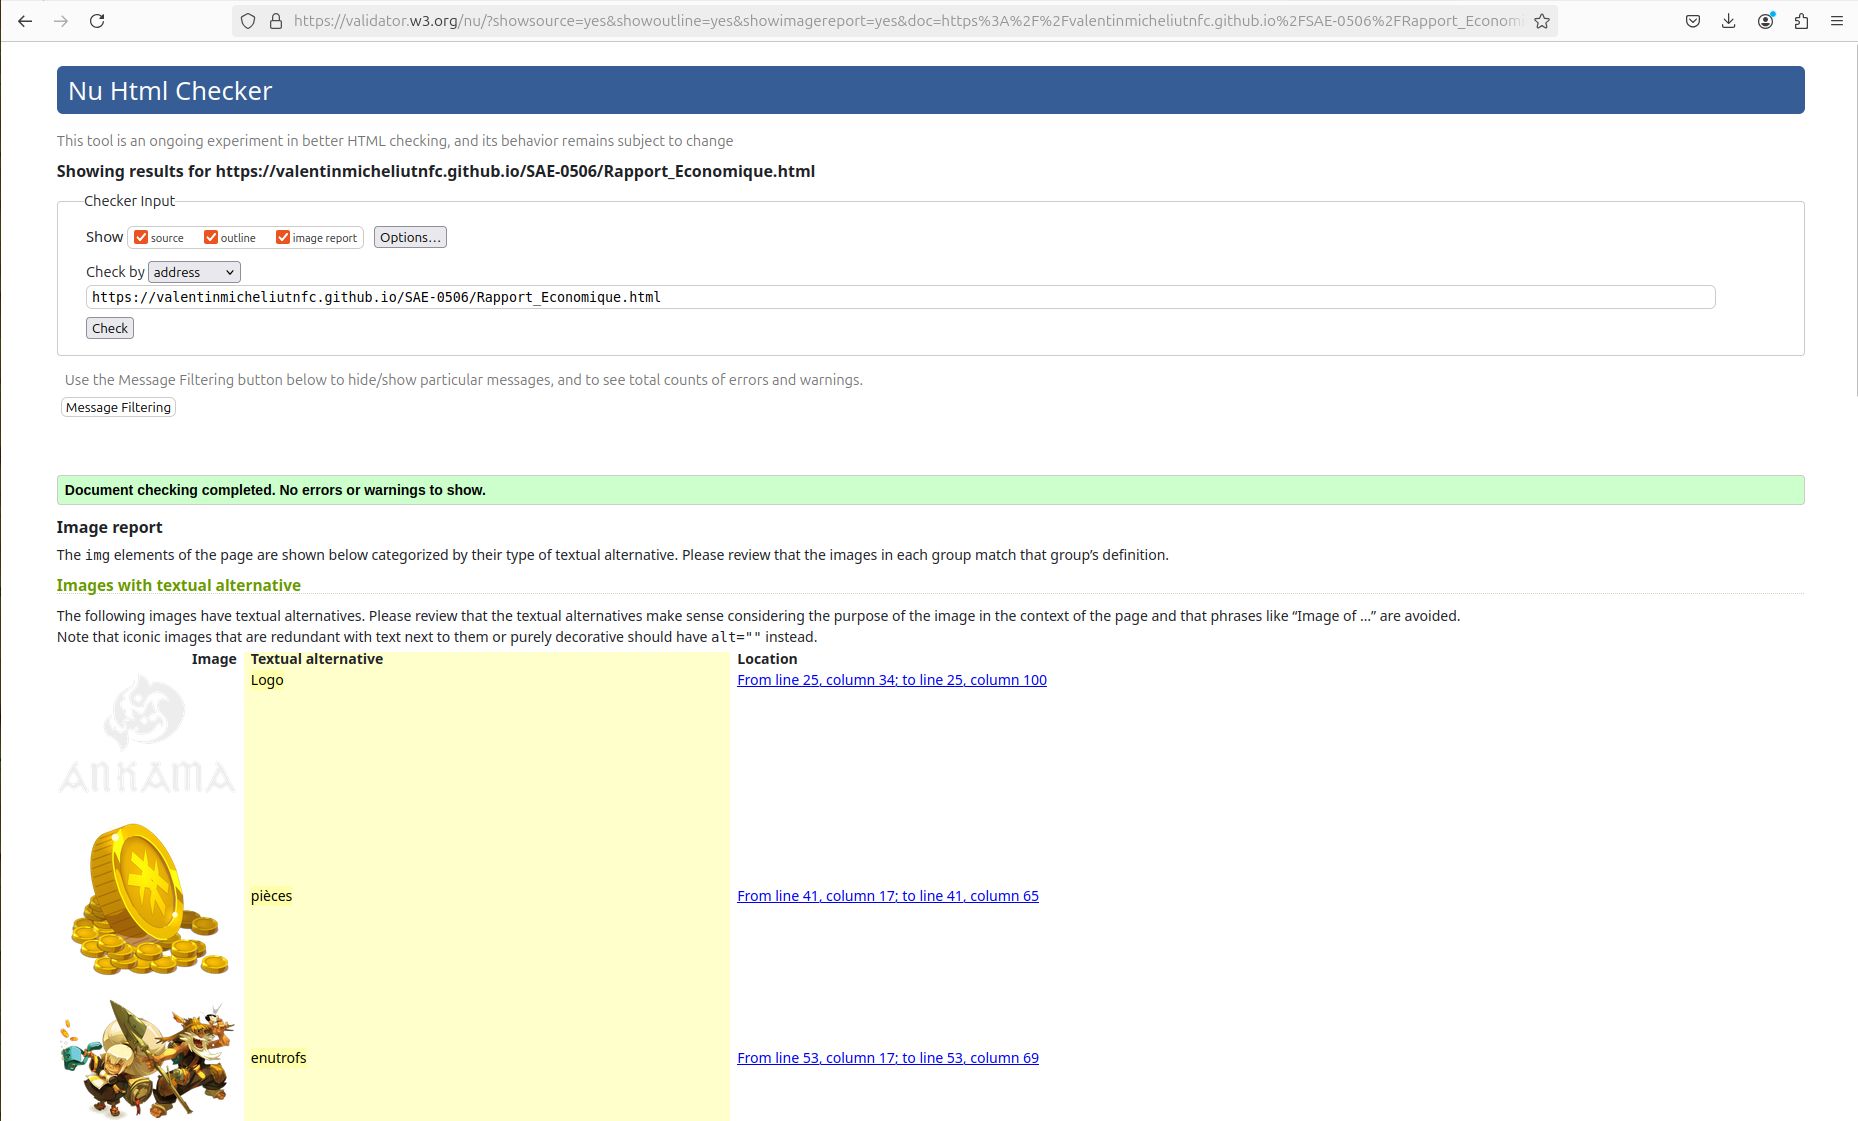 https://validator.w3.org/nu/?showsource=yes&showoutline=yes&showimagereport=yes&doc=https%3A%2F%2Fvalentinmicheliutnfc.github.io%2FSAE-0506%2FRapport_Economi
Nu Html Checker
This tool is an ongoing experiment in better HTML checking, and its behavior remains subject to change
Showing results for https://valentinmicheliutnfc.github.io/SAE-0506/Rapport_Economique.html
Checker Input
Show source outline image report Options...
Check by address
https://valentinmicheliutnfc.github.io/SAE-0506/Rapport_Economique.html
Check
Use the Message Filtering button below to hide/show particular messages, and to see total counts of errors and warnings.
Message Filtering
Document checking completed. No errors or warnings to show.
Image report
The img elements of the page are shown below categorized by their type of textual alternative. Please review that the images in each group match that group’s definition.
Images with textual alternative
The following images have textual alternatives. Please review that the textual alternatives make sense considering the purpose of the image in the context of the page and that phrases like “Image of …” are avoided.
Note that iconic images that are redundant with text next to them or purely decorative should have alt="" instead.
Image Textual alternative Location
Logo From line 25, column 34; to line 25, column 100
ANKAMA
pièces From line 41, column 17; to line 41, column 65
enutrofs From line 53, column 17; to line 53, column 69